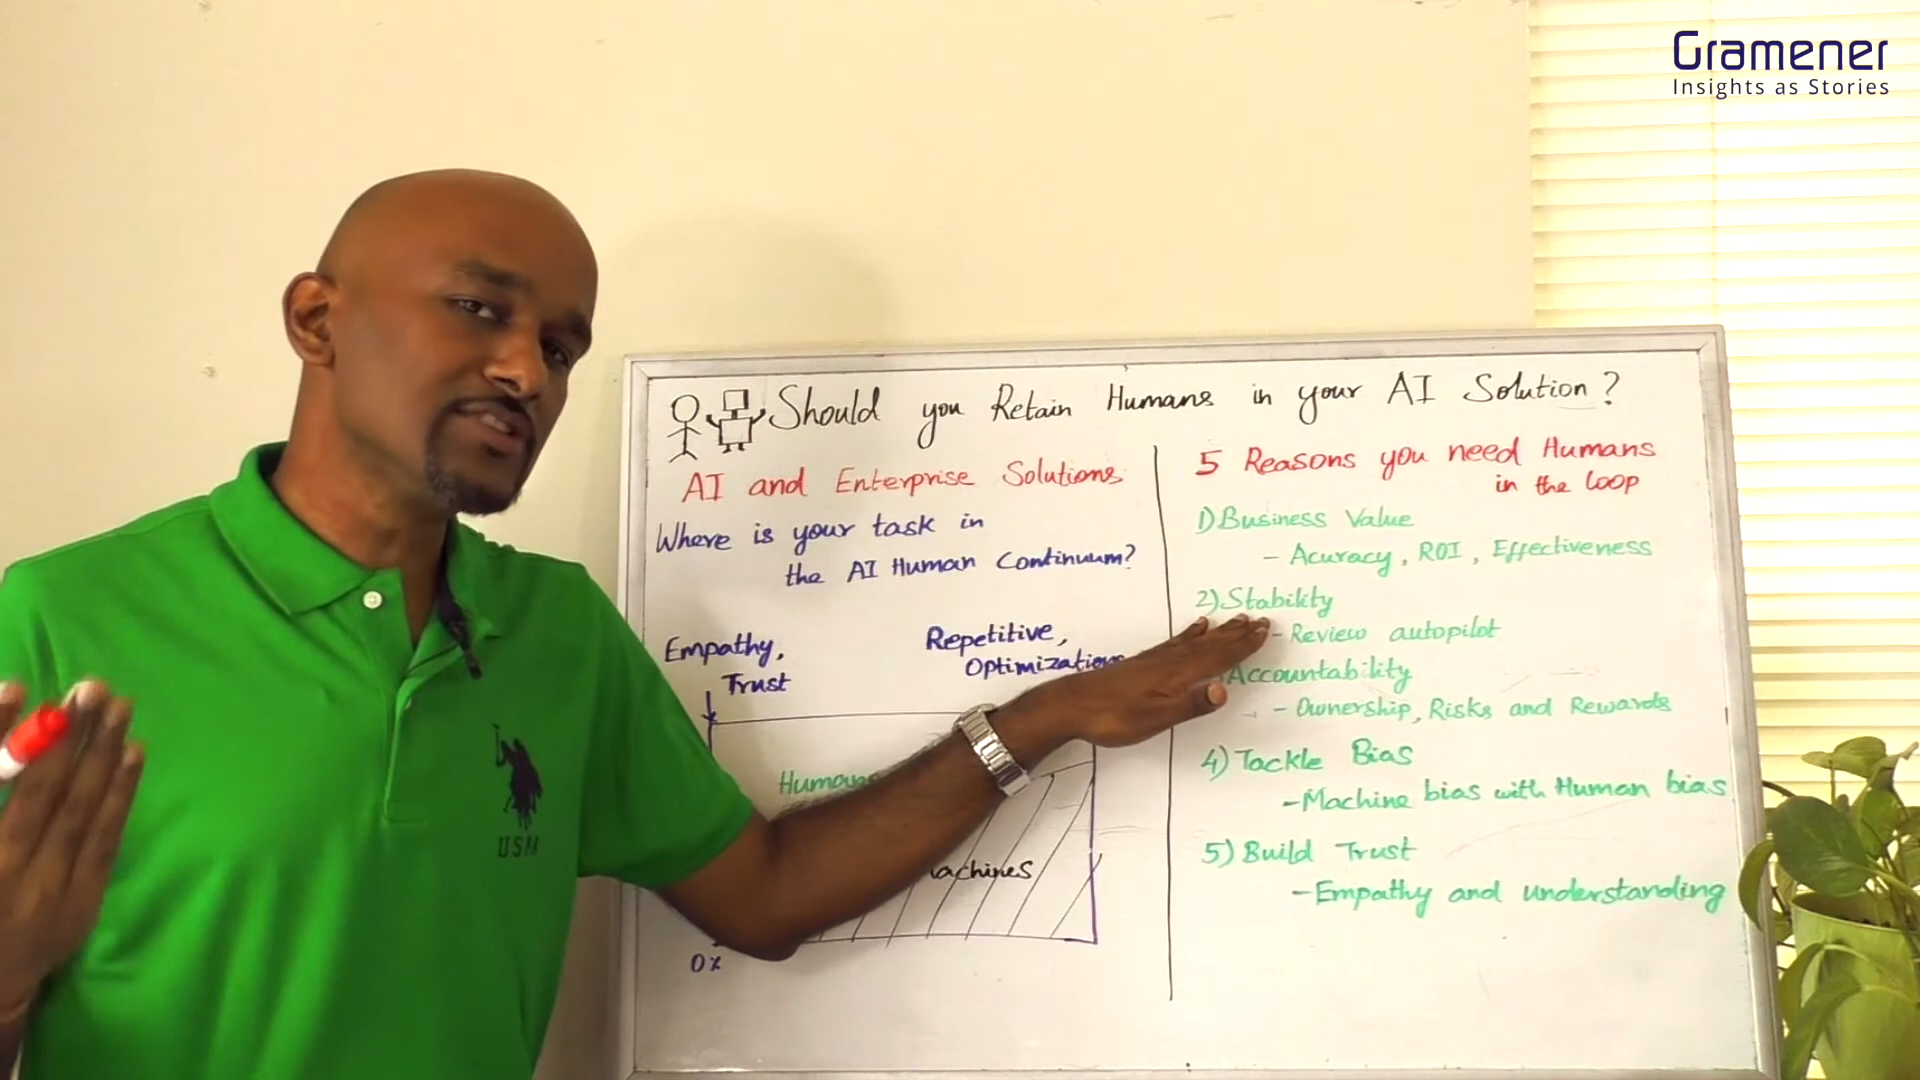 Gramener
Insights as Stories
Should you Retain Humans in your AI Solution?
AI and Enterprise Solutions
Where is your task in
the AI Human Continuum?
Empathy,
Trust
Repetitive,
Optimization
Humans
achines
0%
5 Reasons you need Humans
in the loop
1) Business Value
- Acuracy, ROI, Effectiveness
2) Stability
- Review autopilot
Accountability
- Ownership, Risks and Rewards
4) Tackle Bias
- Machine bias with Human bias
5) Build Trust
- Empathy and understanding
USPA